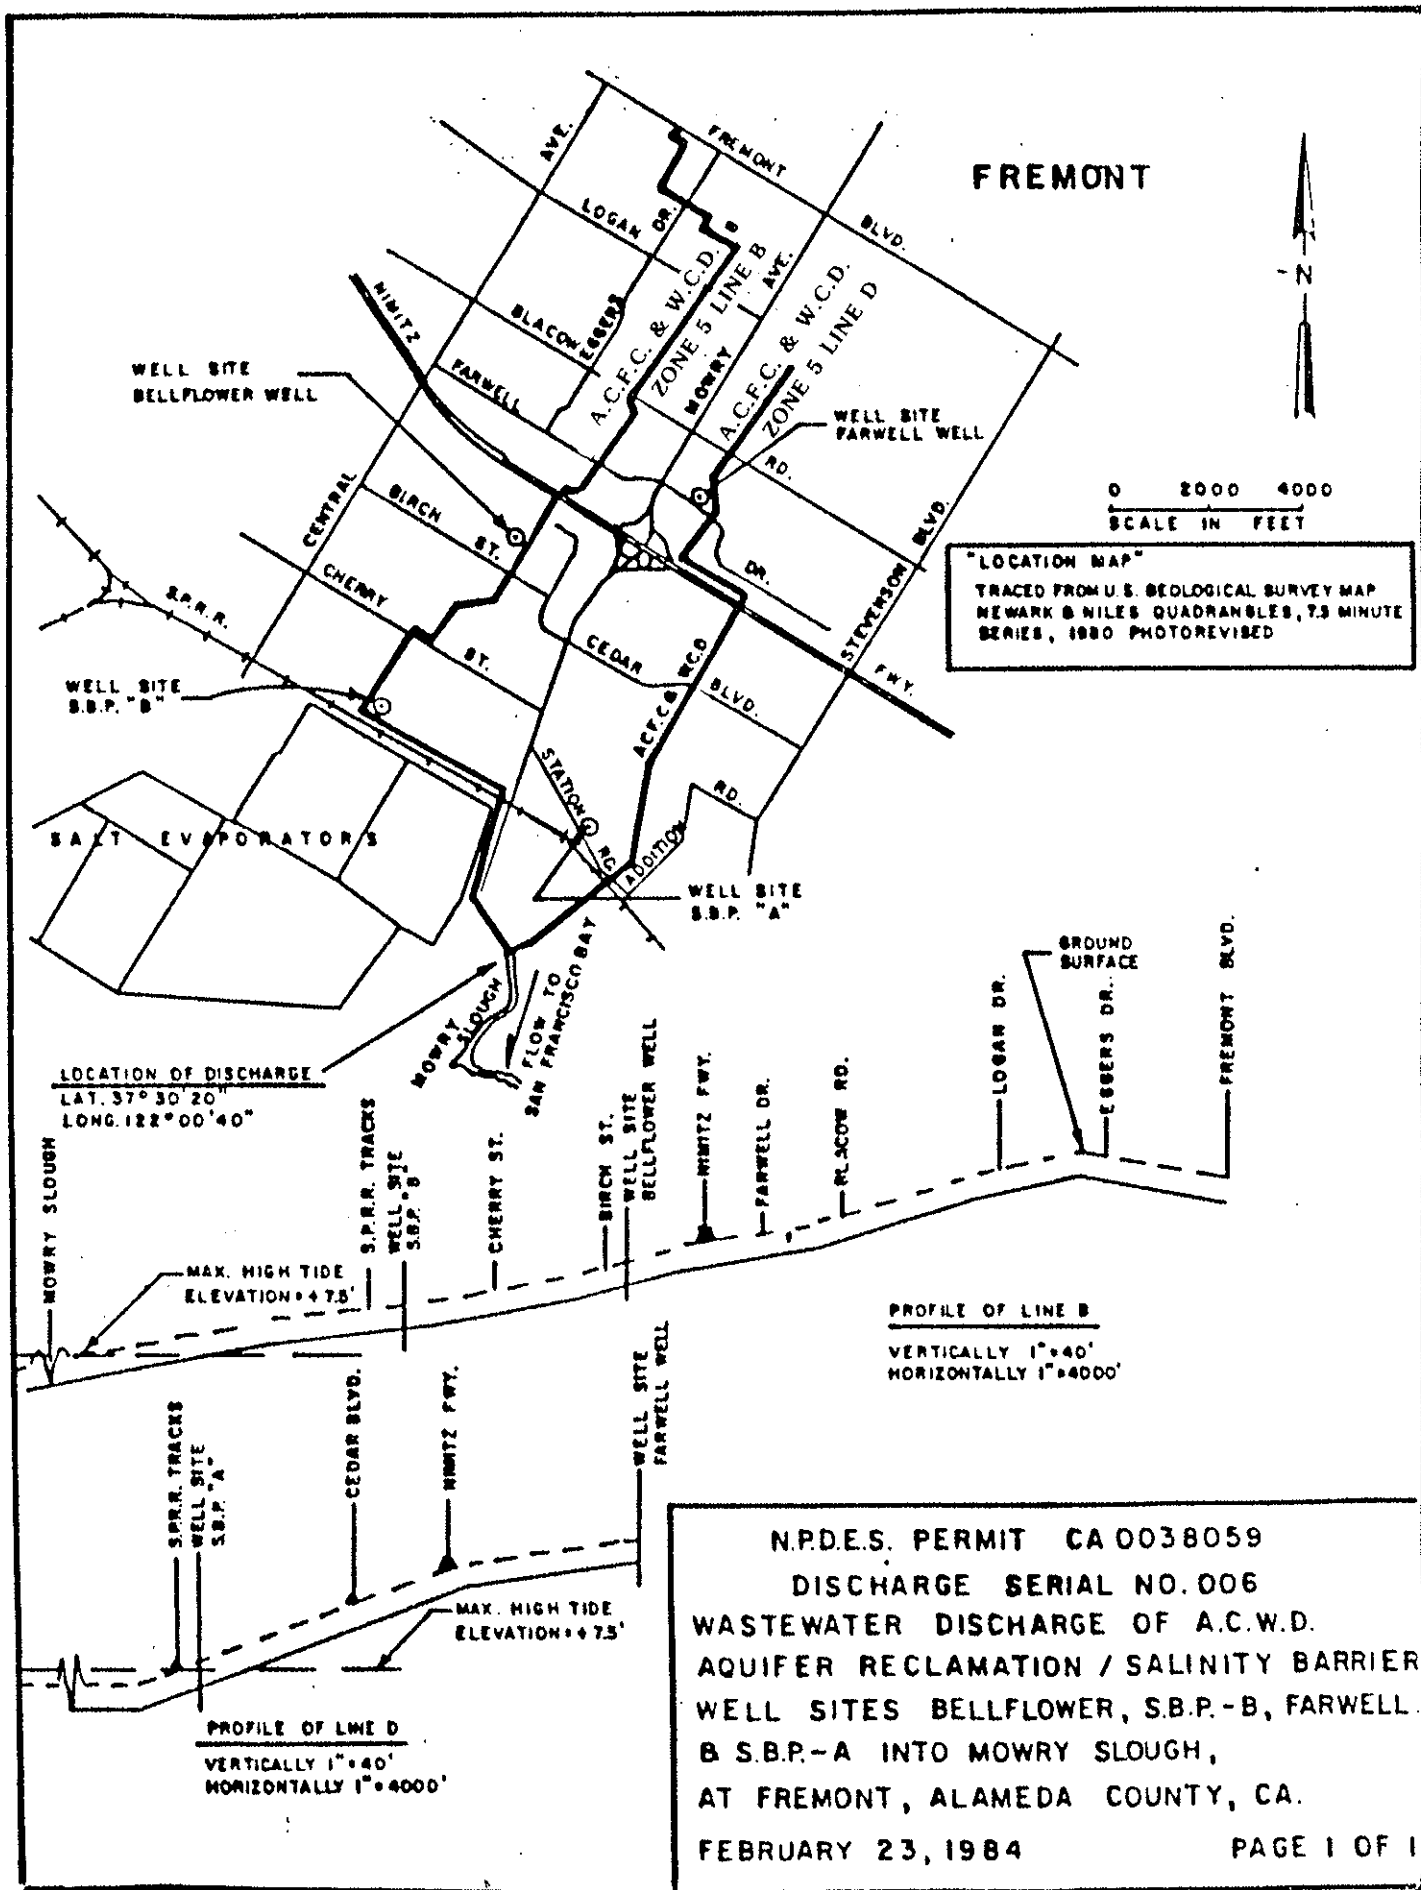 FREMONT
N
0 2000 4000
SCALE IN FEET
"LOCATION MAP"
TRACED FROM U.S. GEOLOGICAL SURVEY MAP
NEWARK & NILES QUADRANGLES, 7.5 MINUTE
SERIES, 1980 PHOTOREVISED
AVE.
FREMONT
BLVD.
LOGAN
DR.
B
A.C.F.C. & W.C.D.
ZONE 5 LINE B
AVE.
A.C.F.C. & W.C.D.
ZONE 5 LINE D
NIMITZ
BLACOW
EGGERS
MOWRY
FARWELL
WELL SITE
BELLFLOWER WELL
WELL SITE
FARWELL WELL
RD.
CENTRAL
BIRCH
ST.
CHERRY
ST.
S.P.R.R.
DR.
STEVENSON
BLVD.
CEDAR
BLVD.
FWY.
A.C.F.C & W.C.D
WELL SITE
S.B.P. "B"
STATION
RD.
ADDITION
RD.
SALT EVAPORATORS
WELL SITE
S.B.P. "A"
MOWRY
SLOUGH
FLOW TO
SAN FRANCISCO BAY
LOCATION OF DISCHARGE
LAT. 37° 30' 20"
LONG. 122° 00' 40"
GROUND
SURFACE
MOWRY SLOUGH
S.P.R.R. TRACKS
WELL SITE
S.B.P. "B"
CHERRY ST.
BIRCH ST.
WELL SITE
BELLFLOWER WELL
NIMITZ FWY.
FARWELL DR.
BLACOW RD.
LOGAN DR.
EGGERS DR.
FREMONT BLVD.
MAX. HIGH TIDE
ELEVATION = +7.5'
PROFILE OF LINE B
VERTICALLY 1"=40'
HORIZONTALLY 1"=4000'
S.P.R.R. TRACKS
WELL SITE
S.B.P. "A"
CEDAR BLVD.
NIMITZ FWY.
WELL SITE
FARWELL WELL
MAX. HIGH TIDE
ELEVATION = +7.5'
PROFILE OF LINE D
VERTICALLY 1"=40'
HORIZONTALLY 1"=4000'
N.P.D.E.S. PERMIT CA 0038059
DISCHARGE SERIAL NO. 006
WASTEWATER DISCHARGE OF A.C.W.D.
AQUIFER RECLAMATION / SALINITY BARRIER
WELL SITES BELLFLOWER, S.B.P.-B, FARWELL
& S.B.P.-A INTO MOWRY SLOUGH,
AT FREMONT, ALAMEDA COUNTY, CA.
FEBRUARY 23, 1984 PAGE 1 OF 1